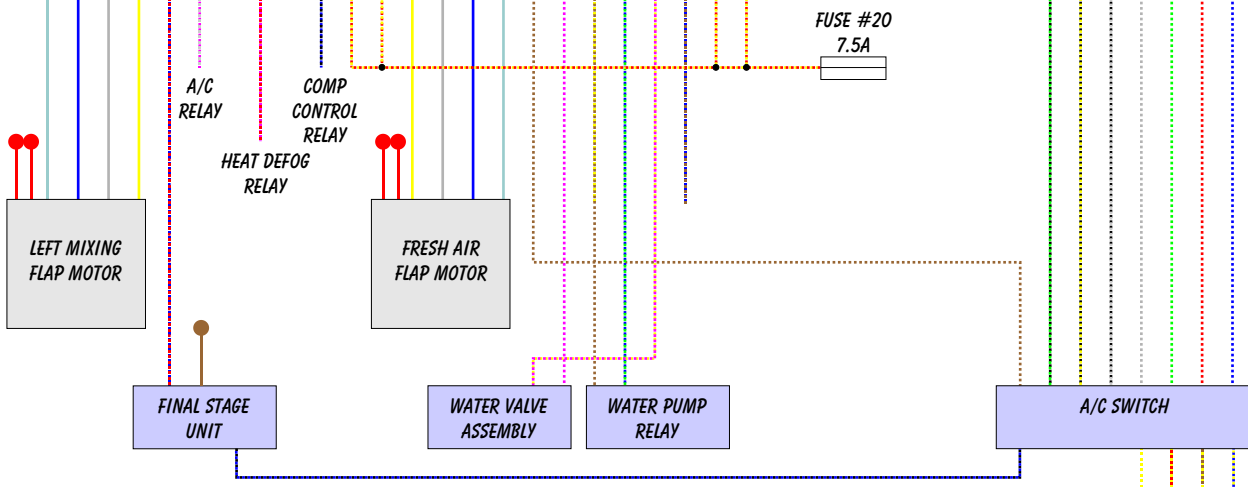 FUSE #20
7.5A
A/C
RELAY
COMP
CONTROL
RELAY
HEAT DEFOG
RELAY
LEFT MIXING
FLAP MOTOR
FRESH AIR
FLAP MOTOR
FINAL STAGE
UNIT
WATER VALVE
ASSEMBLY
WATER PUMP
RELAY
A/C SWITCH